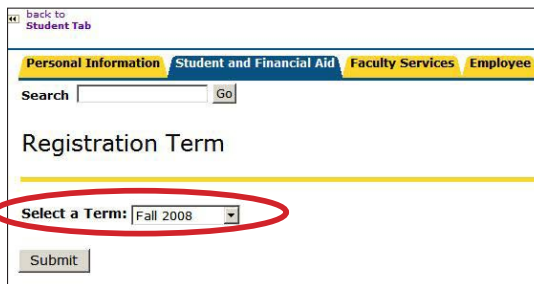 back to
Student Tab
Personal Information Student and Financial Aid Faculty Services Employee
Search Go
Registration Term
Select a Term: Fall 2008
Submit